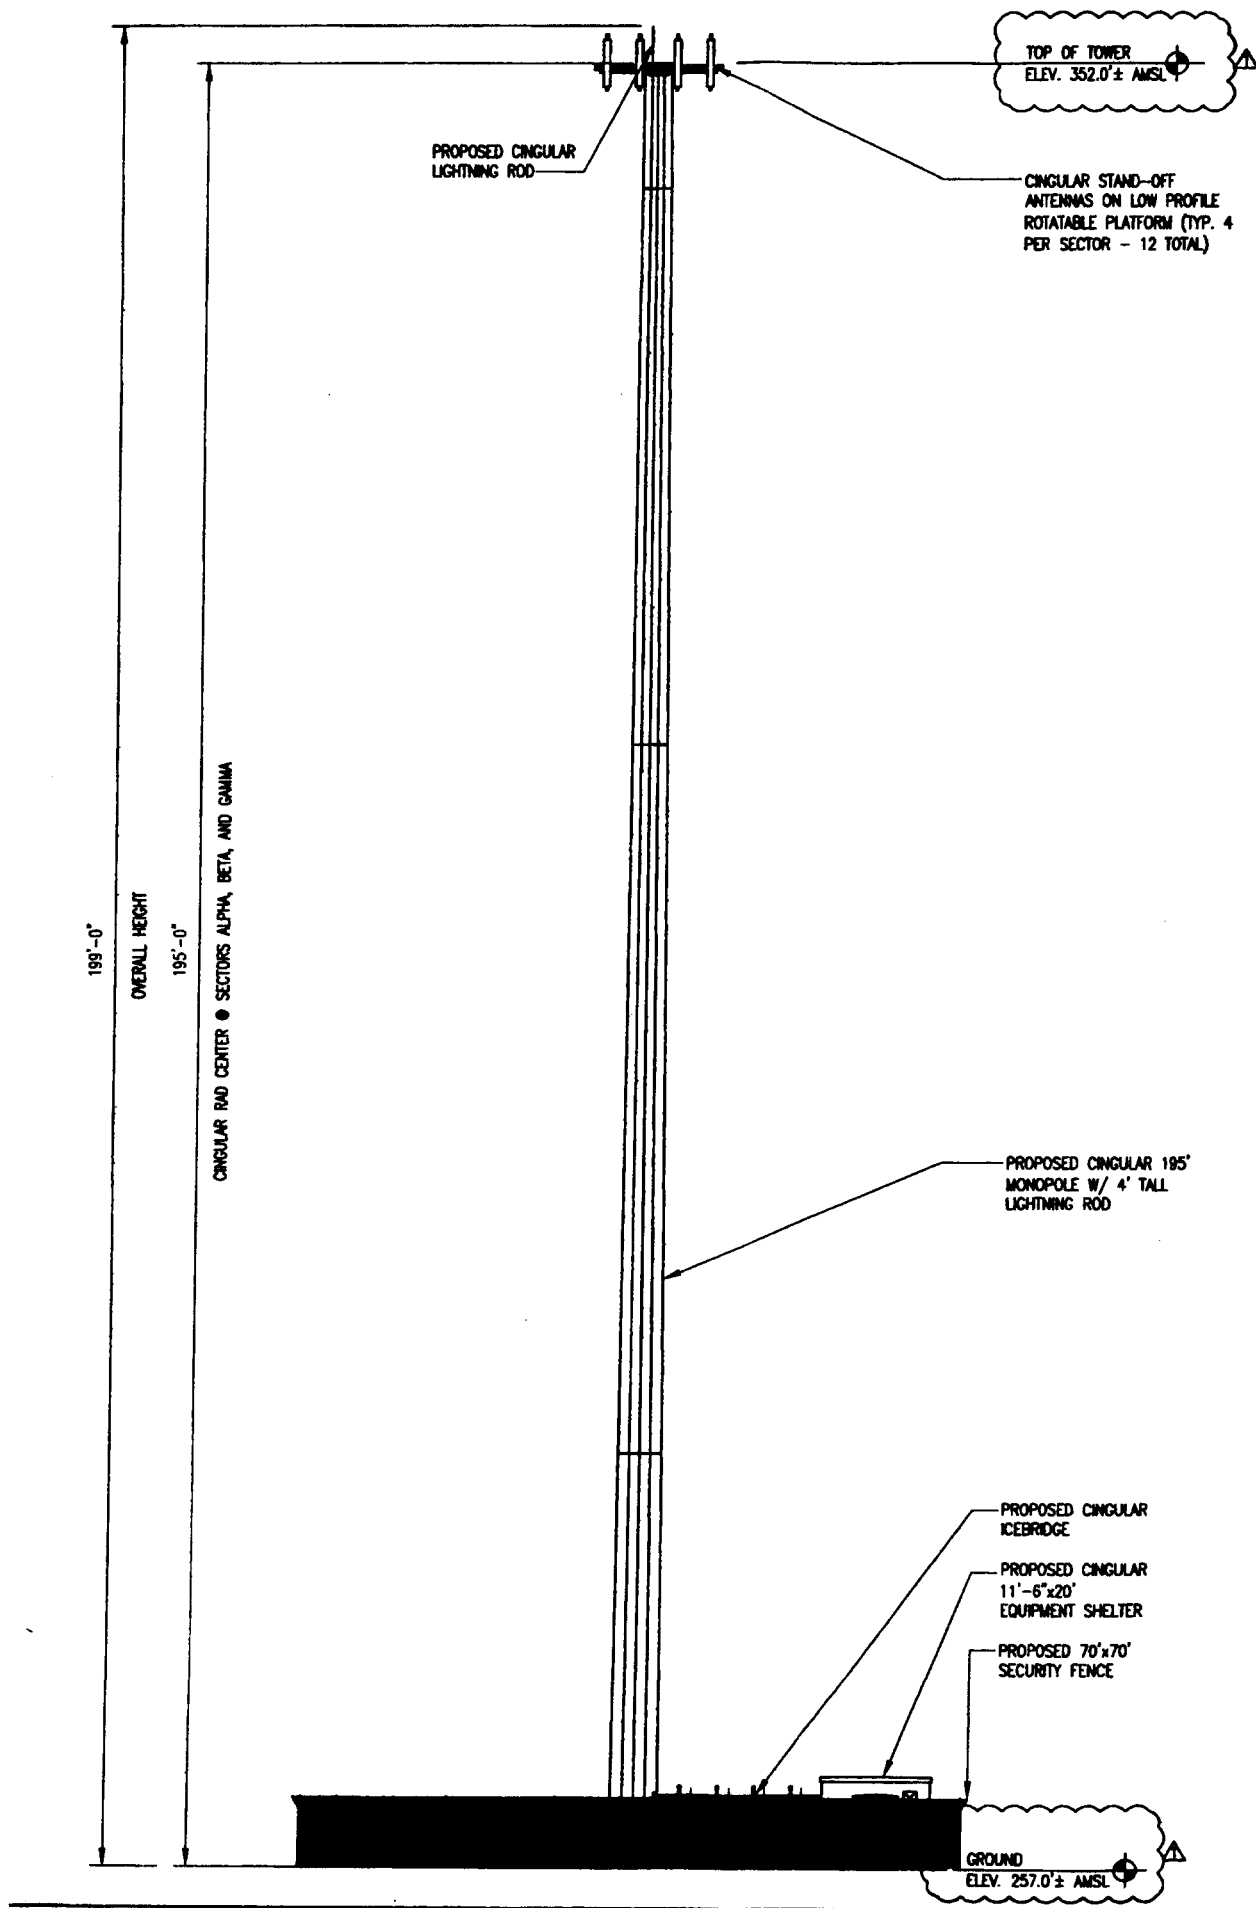 TOP OF TOWER
ELEV. 352.0'± AMSL
PROPOSED CINGULAR
LIGHTNING ROD
CINGULAR STAND-OFF
ANTENNAS ON LOW PROFILE
ROTATABLE PLATFORM (TYP. 4
PER SECTOR - 12 TOTAL)
199'-0"
OVERALL HEIGHT
195'-0"
CINGULAR RAD CENTER @ SECTORS ALPHA, BETA, AND GAMMA
PROPOSED CINGULAR 195'
MONOPOLE W/ 4' TALL
LIGHTNING ROD
PROPOSED CINGULAR
ICEBRIDGE
PROPOSED CINGULAR
11'-6"x20'
EQUIPMENT SHELTER
PROPOSED 70'x70'
SECURITY FENCE
GROUND
ELEV. 257.0'± AMSL